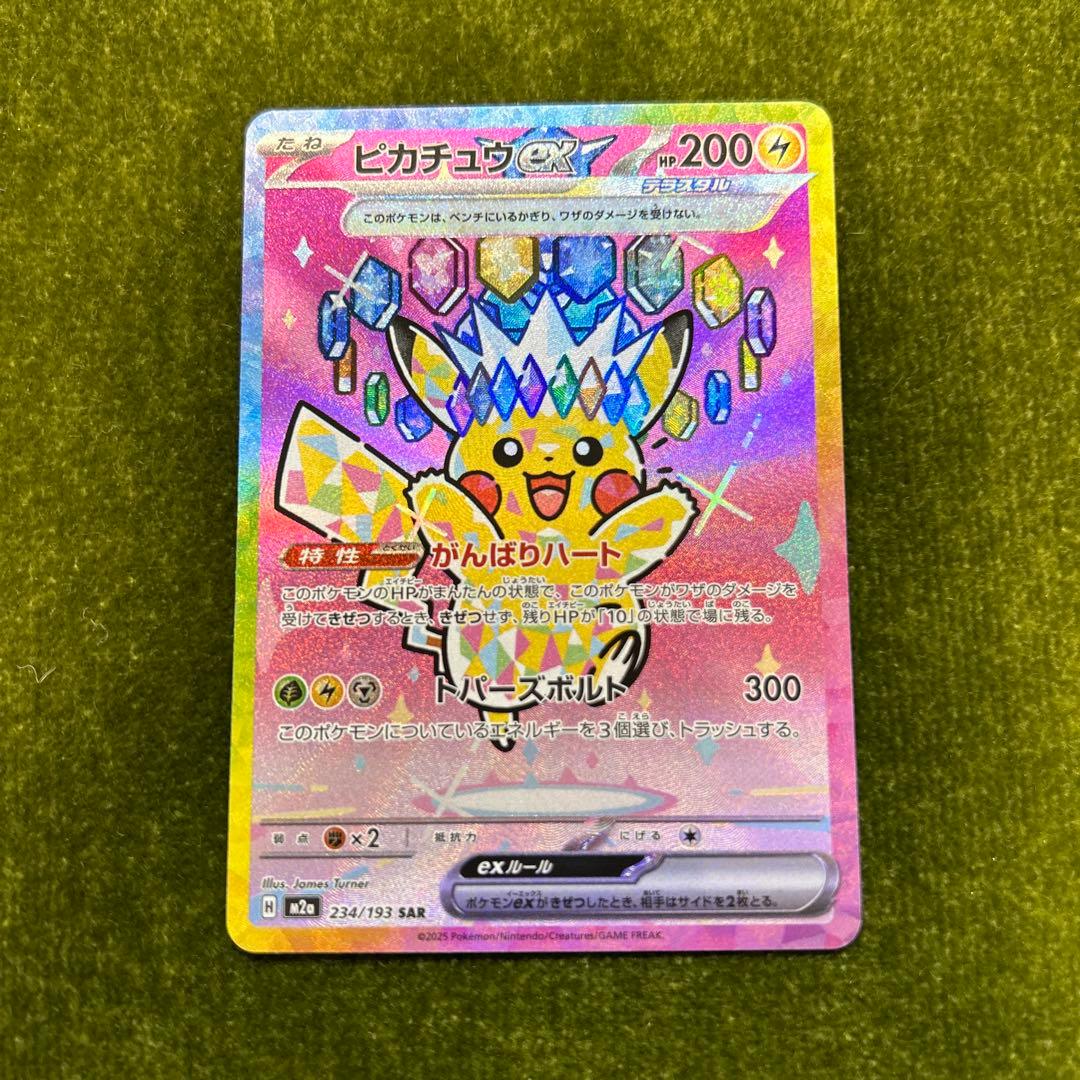 たね
ピカチュウex
HP 200
テラスタル
このポケモンは、ベンチにいるかぎり、ワザのダメージを受けない。
特性 とくせい がんばりハート
このポケモンのHPがまんたんの状態で、このポケモンがワザのダメージを
受けてきぜつするとき、きぜつせず、残りHPが「10」の状態で場に残る。
トパーズボルト 300
このポケモンについているエネルギーを3個選び、トラッシュする。
弱点 ×2 抵抗力 にげる
exルール
ポケモンexがきぜつしたとき、相手はサイドを2枚とる。
Illus. James Turner
H m2a 234/193 SAR
©2025 Pokémon/Nintendo/Creatures/GAME FREAK.